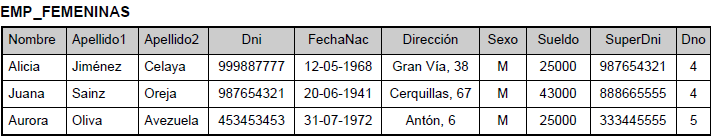 EMP_FEMENINAS
Nombre Apellido1 Apellido2 Dni FechaNac Dirección Sexo Sueldo SuperDni Dno
Alicia Jiménez Celaya 999887777 12-05-1968 Gran Vía, 38 M 25000 987654321 4
Juana Sainz Oreja 987654321 20-06-1941 Cerquillas, 67 M 43000 888665555 4
Aurora Oliva Avezuela 453453453 31-07-1972 Antón, 6 M 25000 333445555 5